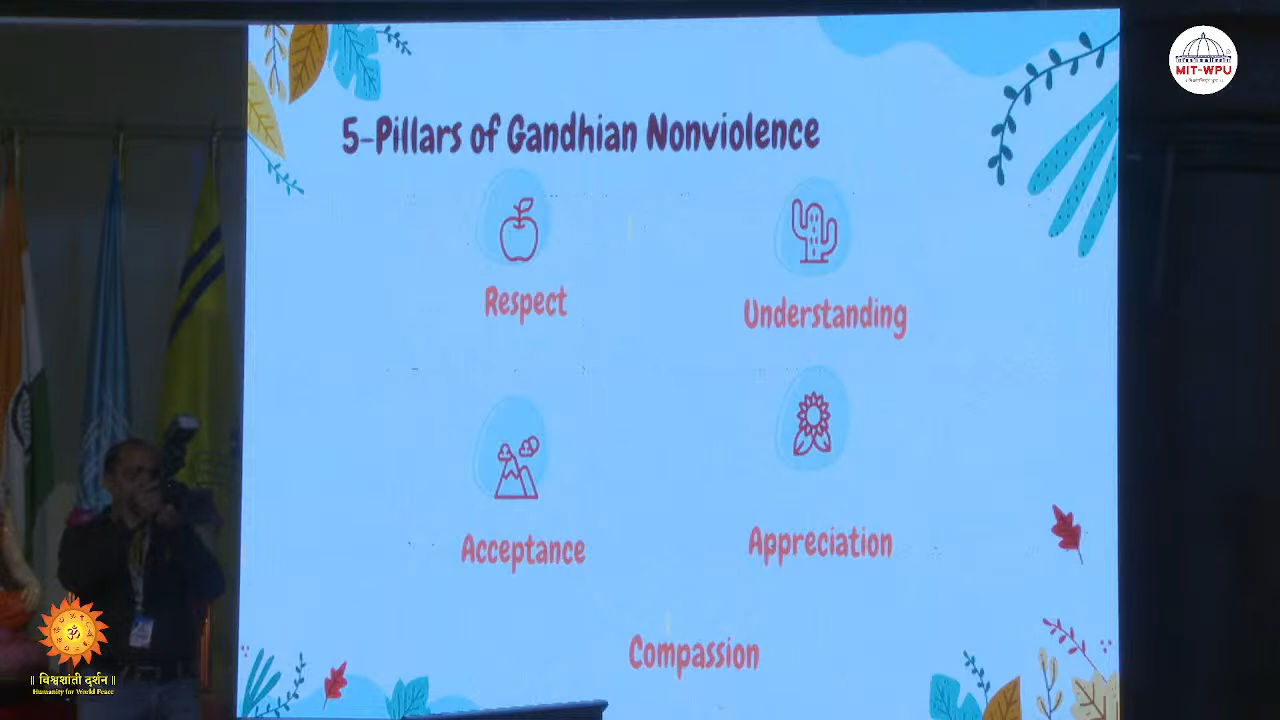 5-Pillars of Gandhian Nonviolence
MIT-WPU
Respect
Understanding
Acceptance
Appreciation
Compassion
ॐ
॥ विश्वशांती दर्शन ॥
Humanity for World Peace